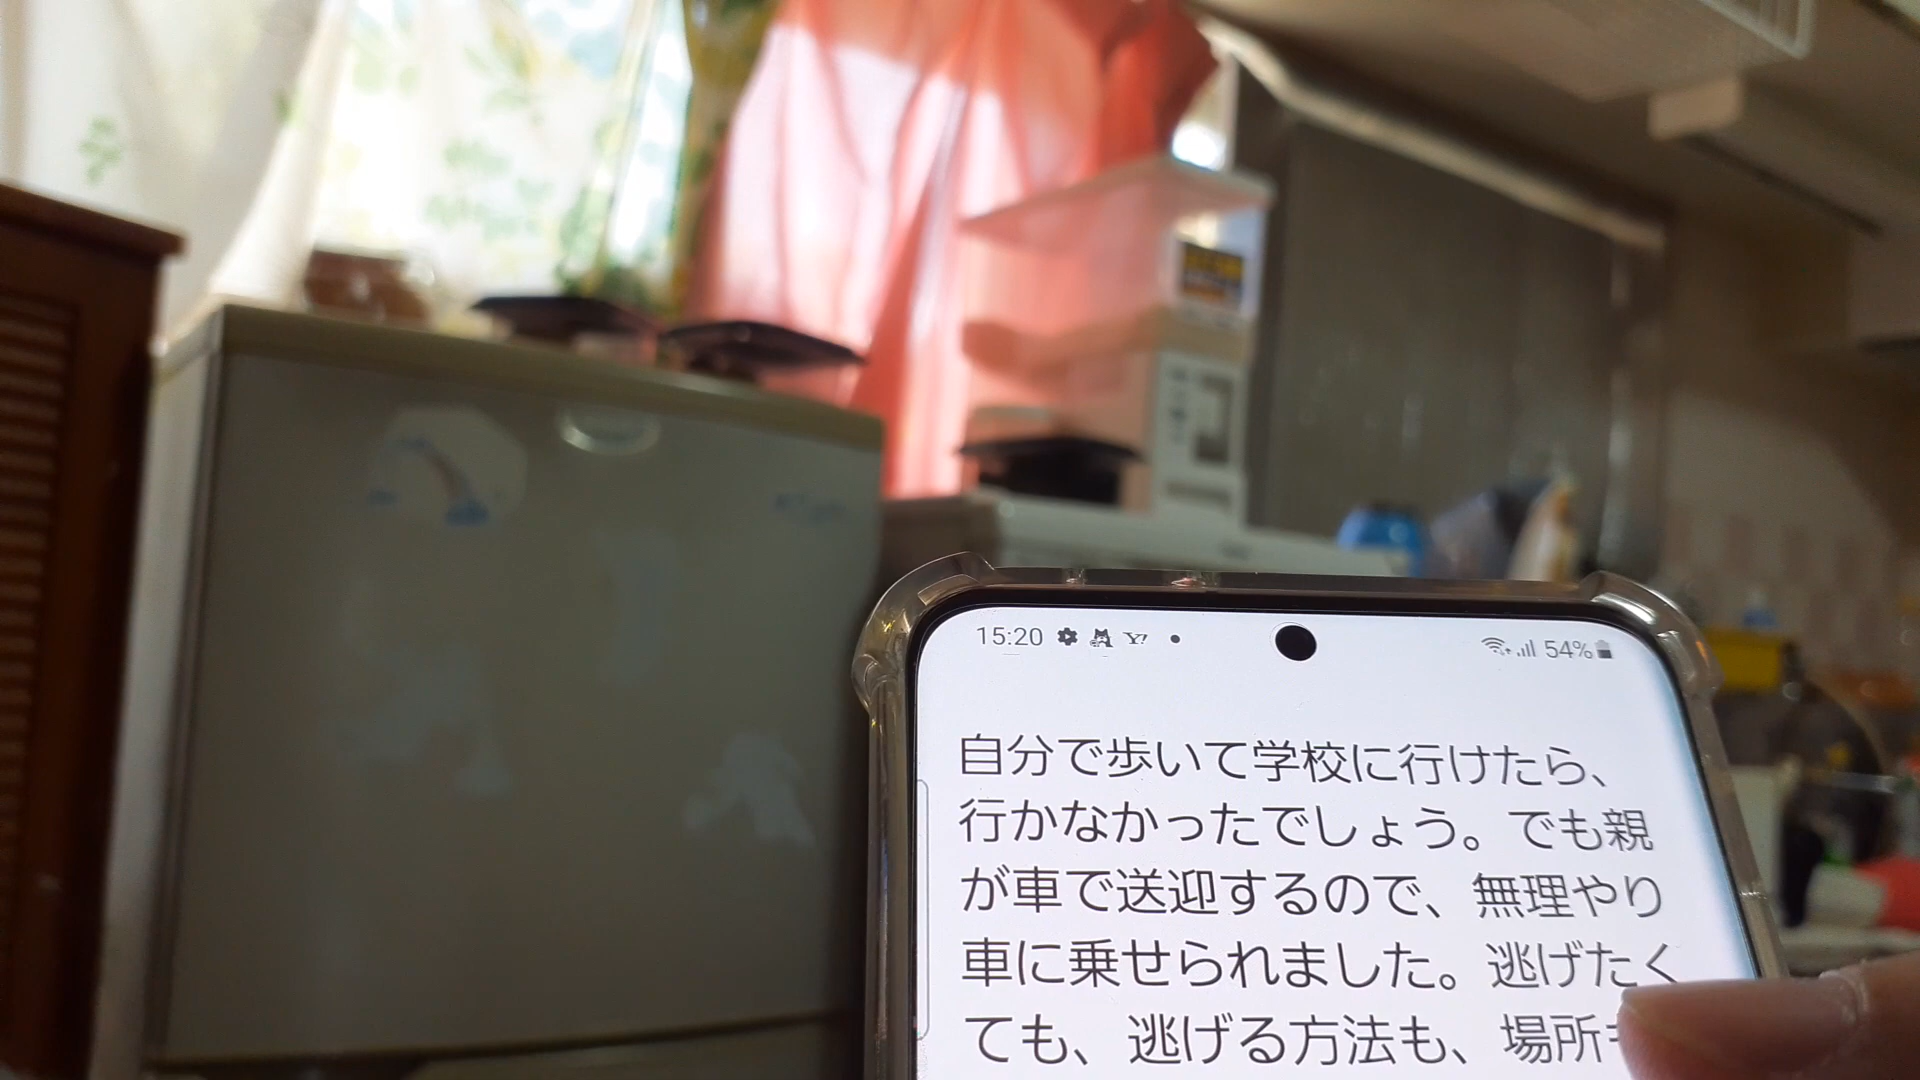 15:20 Y! 54%
自分で歩いて学校に行けたら、
行かなかったでしょう。でも親
が車で送迎するので、無理やり
車に乗せられました。逃げたく
ても、逃げる方法も、場所